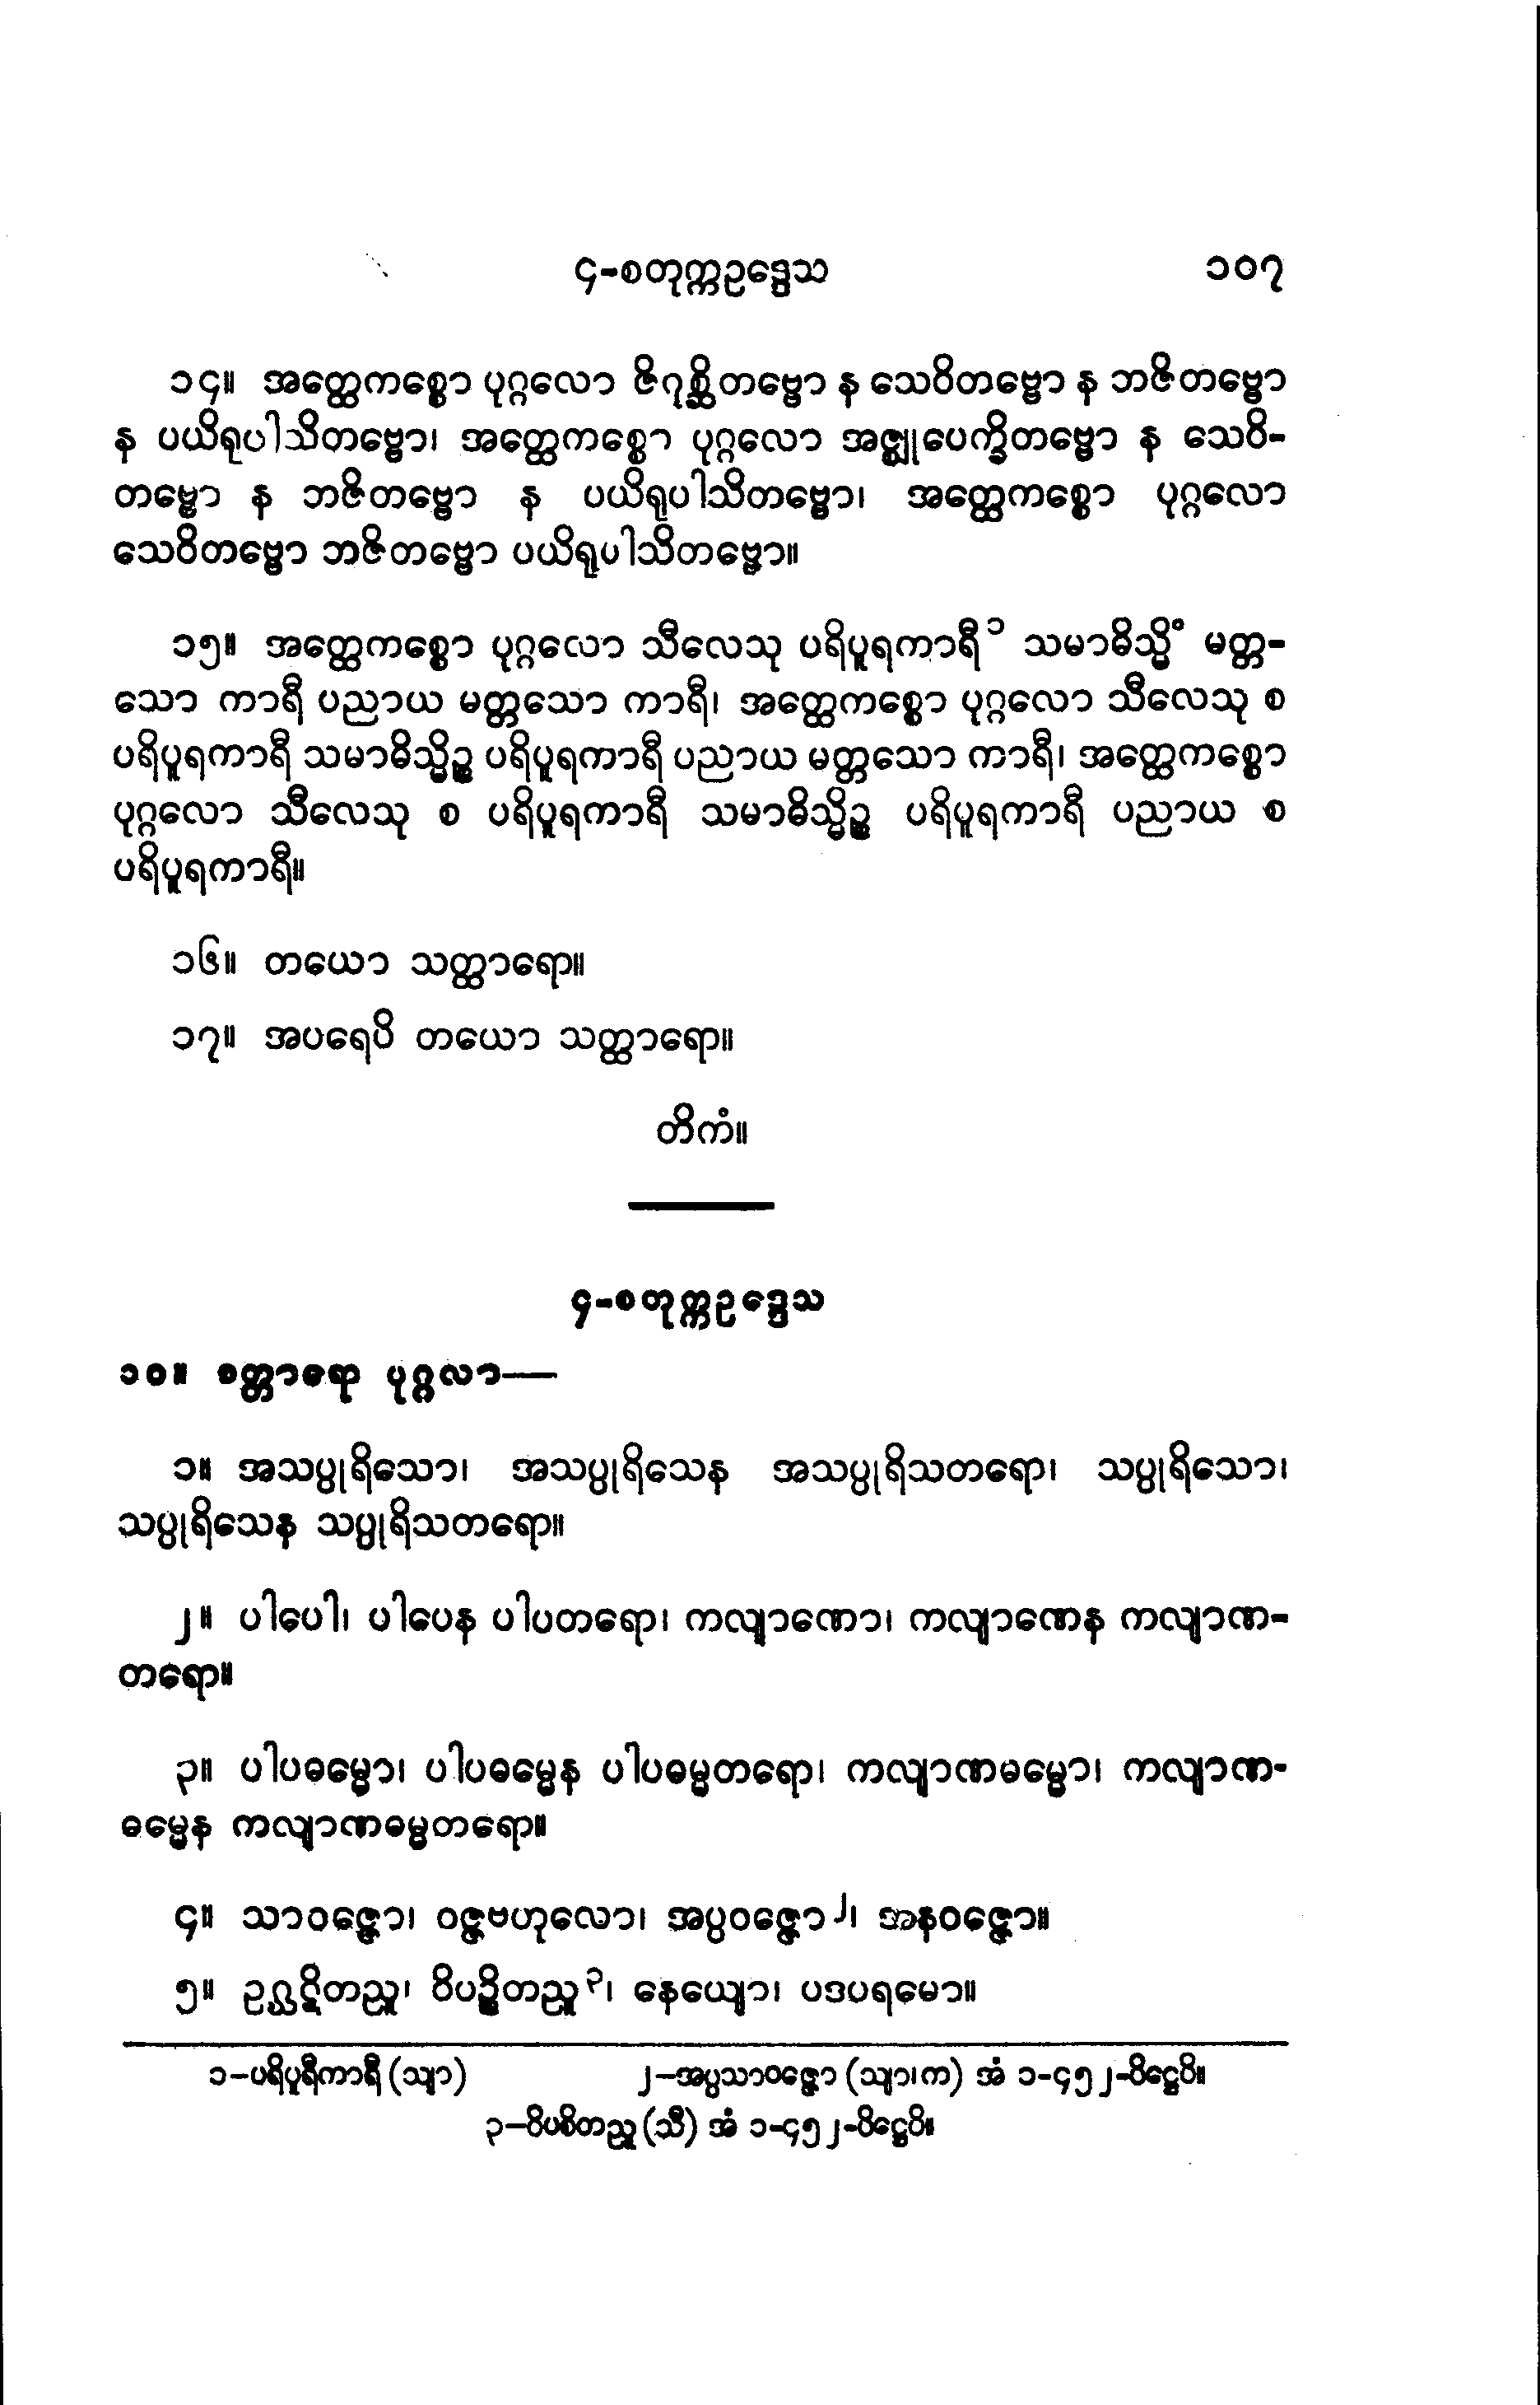 ၄-စတုက္ကဥဒ္ဒေသ ၁၀၇
၁၄။ အတ္ထေကစ္စော ပုဂ္ဂလော ဇိဂုစ္ဆိတဗ္ဗော န သေဝိတဗ္ဗော န ဘဇိတဗ္ဗော
န ပယိရုပါသိတဗ္ဗော၊ အတ္ထေကစ္စော ပုဂ္ဂလော အဇ္ဈုပေက္ခိတဗ္ဗော န သေဝိ-
တဗ္ဗော န ဘဇိတဗ္ဗော န ပယိရုပါသိတဗ္ဗော၊ အတ္ထေကစ္စော ပုဂ္ဂလော
သေဝိတဗ္ဗော ဘဇိတဗ္ဗော ပယိရုပါသိတဗ္ဗော။
၁၅။ အတ္ထေကစ္စော ပုဂ္ဂလော သီလေသု ပရိပူရကာရီ၁ သမာဓိသ္မိံ မတ္တ-
သော ကာရီ ပညာယ မတ္တသော ကာရီ၊ အတ္ထေကစ္စော ပုဂ္ဂလော သီလေသု စ
ပရိပူရကာရီ သမာဓိသ္မိဉ္စ ပရိပူရကာရီ ပညာယ မတ္တသော ကာရီ၊ အတ္ထေကစ္စော
ပုဂ္ဂလော သီလေသု စ ပရိပူရကာရီ သမာဓိသ္မိဉ္စ ပရိပူရကာရီ ပညာယ စ
ပရိပူရကာရီ။
၁၆။ တယော သတ္ထာရော။
၁၇။ အပရေပိ တယော သတ္ထာရော။
တိကံ။
၄-စတုက္ကဥဒ္ဒေသ
၁၀။ စတ္တာရော ပုဂ္ဂလာ—
၁။ အသပ္ပုရိသော၊ အသပ္ပုရိသေန အသပ္ပုရိသတရော၊ သပ္ပုရိသော၊
သပ္ပုရိသေန သပ္ပုရိသတရော။
၂။ ပါပေါ၊ ပါပေန ပါပတရော၊ ကလျာဏော၊ ကလျာဏေန ကလျာဏ-
တရော။
၃။ ပါပဓမ္မော၊ ပါပဓမ္မေန ပါပဓမ္မတရော၊ ကလျာဏဓမ္မော၊ ကလျာဏ-
ဓမ္မေန ကလျာဏဓမ္မတရော။
၄။ သာဝဇ္ဇော၊ ဝဇ္ဇဗဟုလော၊ အပ္ပဝဇ္ဇော၂၊ အနဝဇ္ဇော။
၅။ ဥဂ္ဃဋိတညူ၊ ဝိပဉ္စိတညူ၃၊ နေယျော၊ ပဒပရမော။
၁–ပရိပူရီကာရီ (သျာ) ၂–အပ္ပသာဝဇ္ဇော (သျာ၊က) အံ ၁-၄၅၂-ပိဋ္ဌေပိ။
၃–ဝိပစိတညူ (သီ) အံ ၁-၄၅၂-ပိဋ္ဌေပိ။